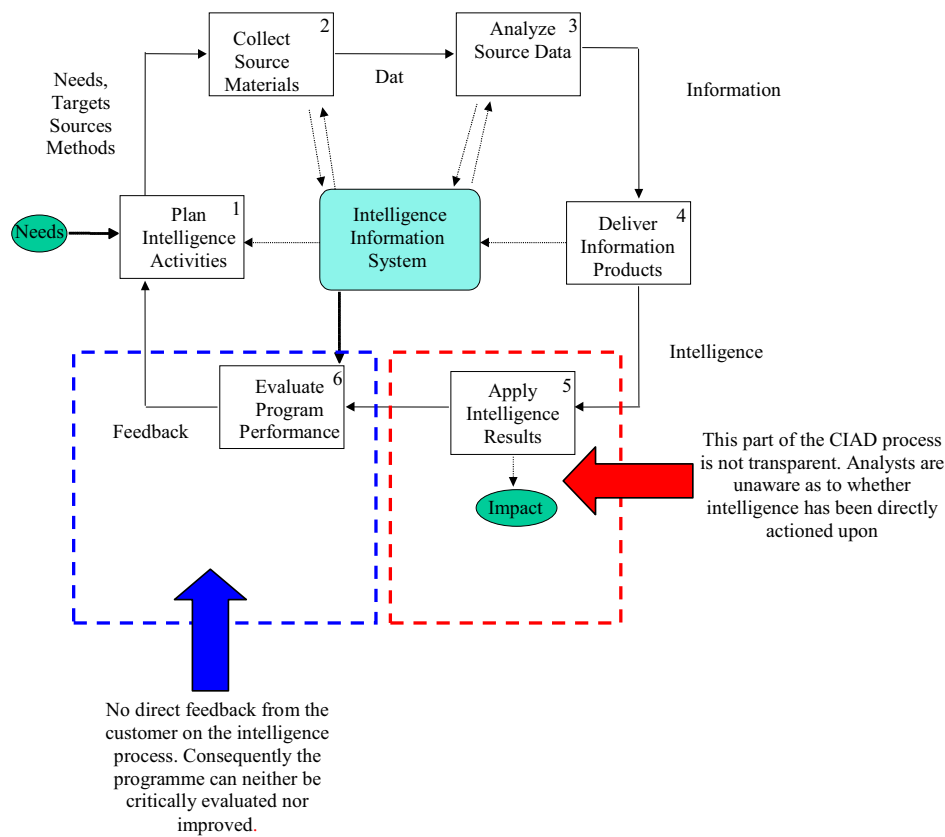 2
Collect
Source
Materials
3
Analyze
Source Data
Dat
Needs,
Targets
Sources
Methods
Information
Needs
1
Plan
Intelligence
Activities
Intelligence
Information
System
4
Deliver
Information
Products
Intelligence
6
Evaluate
Program
Performance
5
Apply
Intelligence
Results
Feedback
Impact
This part of the CIAD process
is not transparent. Analysts are
unaware as to whether
intelligence has been directly
actioned upon
No direct feedback from the
customer on the intelligence
process. Consequently the
programme can neither be
critically evaluated nor
improved.